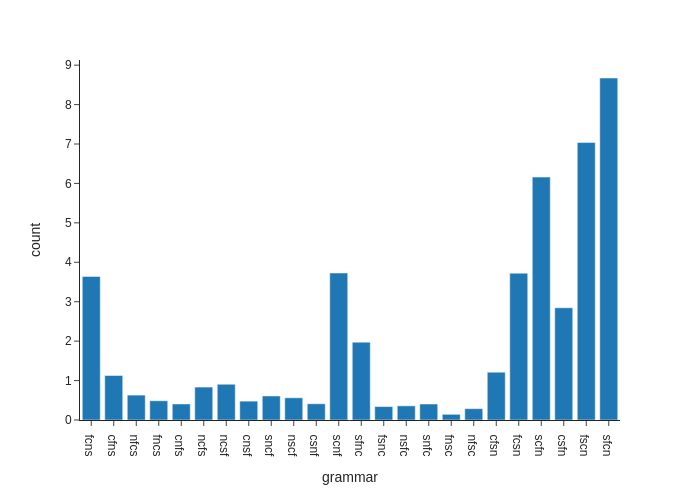 9
8
7
6
5
4
3
2
1
0
count
fcns
cfns
nfcs
fncs
cnfs
ncfs
ncsf
cnsf
sncf
nscf
csnf
scnf
sfnc
fsnc
nsfc
snfc
fnsc
nfsc
cfsn
fcsn
scfn
csfn
fscn
sfcn
grammar